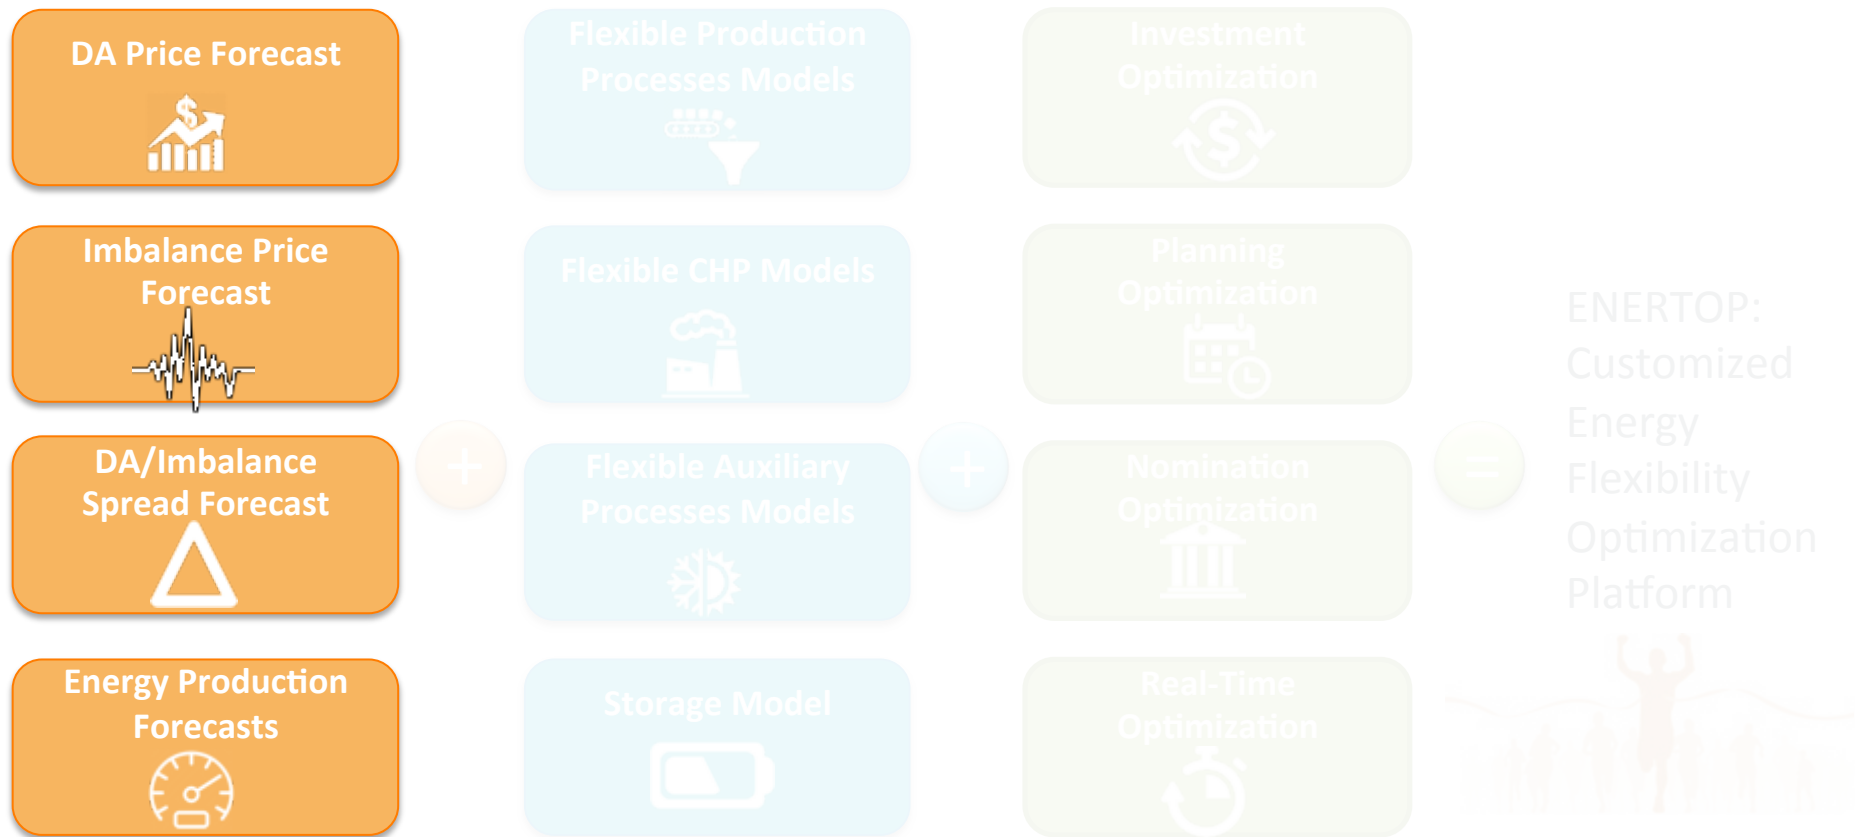 DA Price Forecast
Imbalance Price
Forecast
DA/Imbalance
Spread Forecast
Energy Production
Forecasts
Flexible Production
Processes Models
Flexible CHP Models
Flexible Auxiliary
Processes Models
Storage Model
Investment
Optimization
Planning
Optimization
Nomination
Optimization
Real-Time
Optimization
ENERTOP:
Customized
Energy
Flexibility
Optimization
Platform